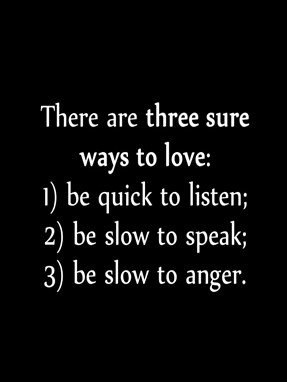 There are three sure
ways to love:
1) be quick to listen;
2) be slow to speak;
3) be slow to anger.